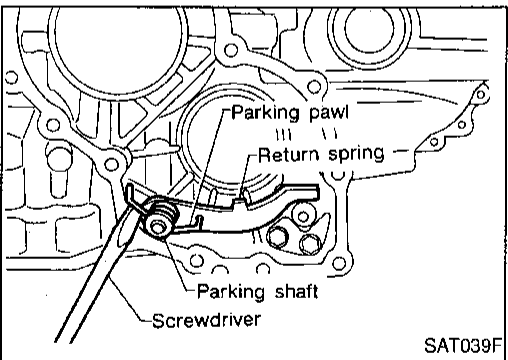 Parking pawl
Return spring
Parking shaft
Screwdriver
SAT039F